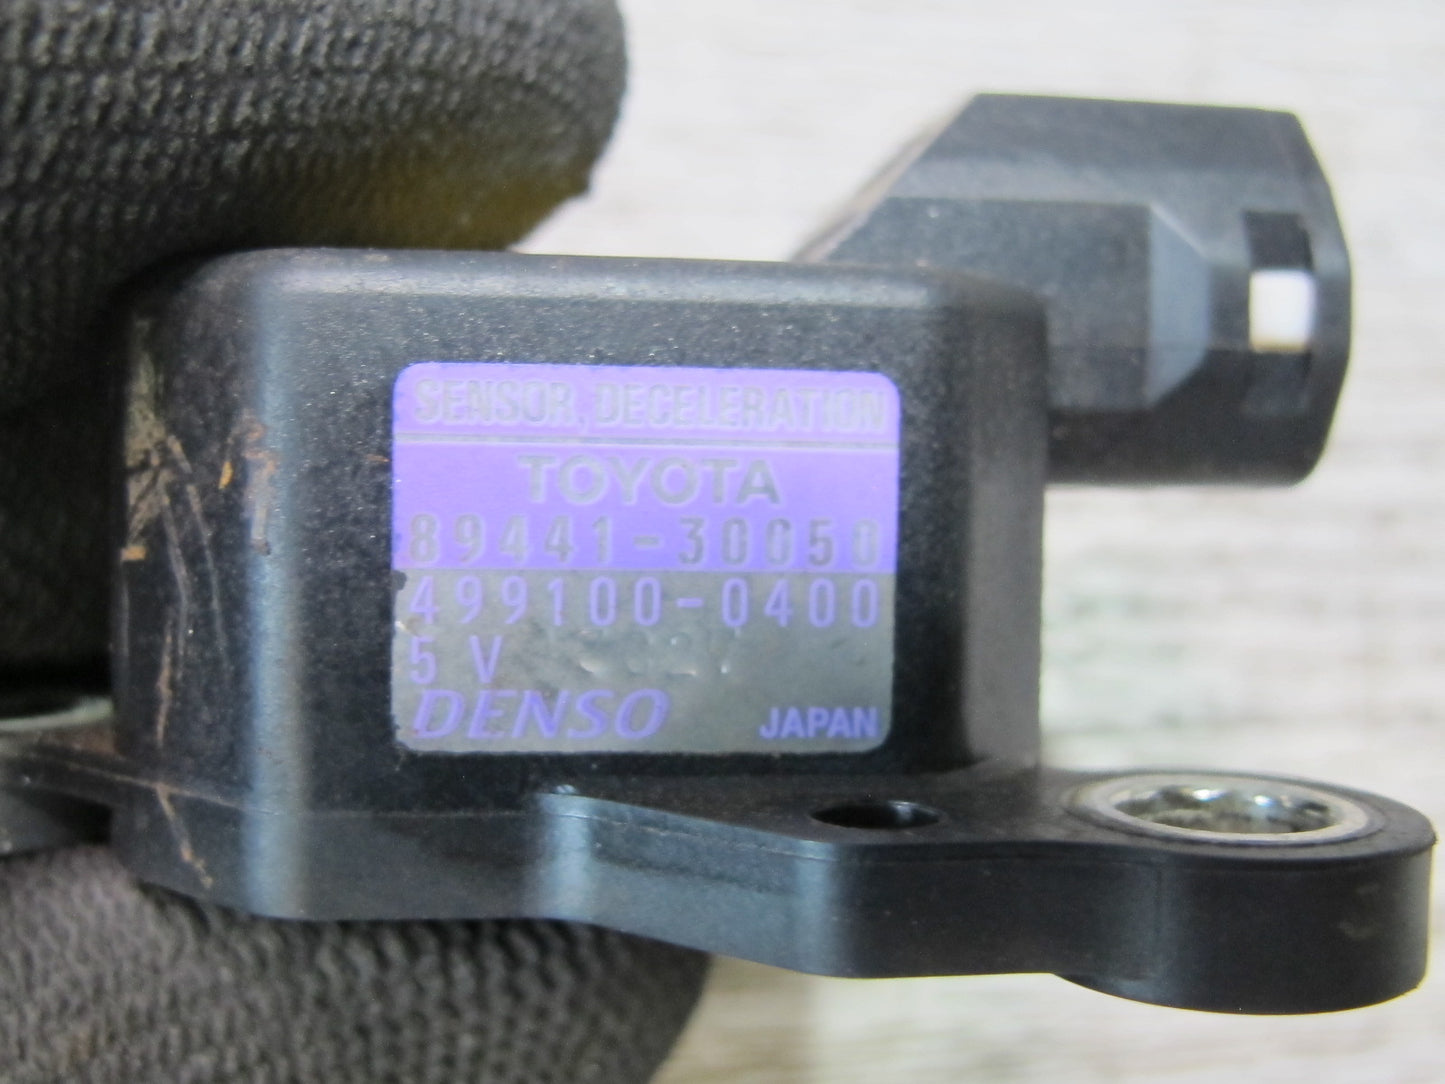 SENSOR, DECELERATION
TOYOTA
89441-30050
499100-0400
5 V
DENSO JAPAN